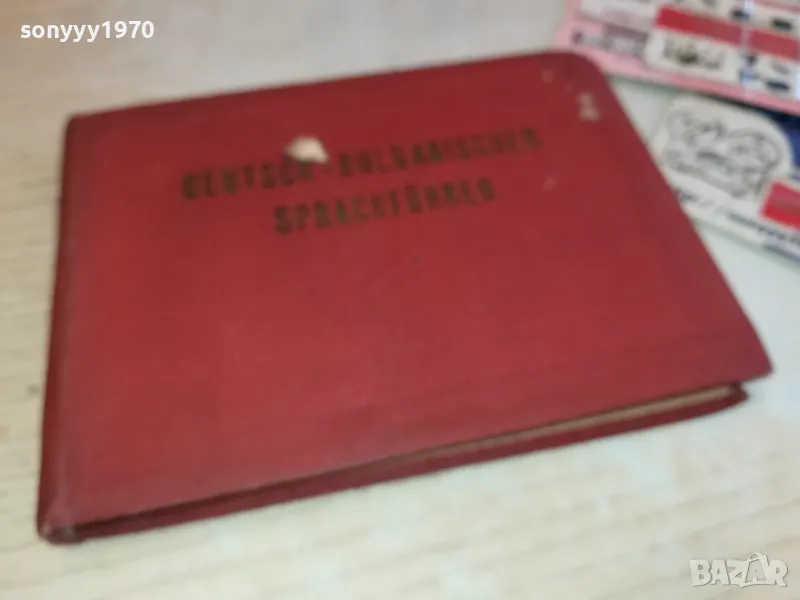 sonyyy1970
DEUTSCH-BULGARISCHER
SPRACHFÜHRER
BAZAR